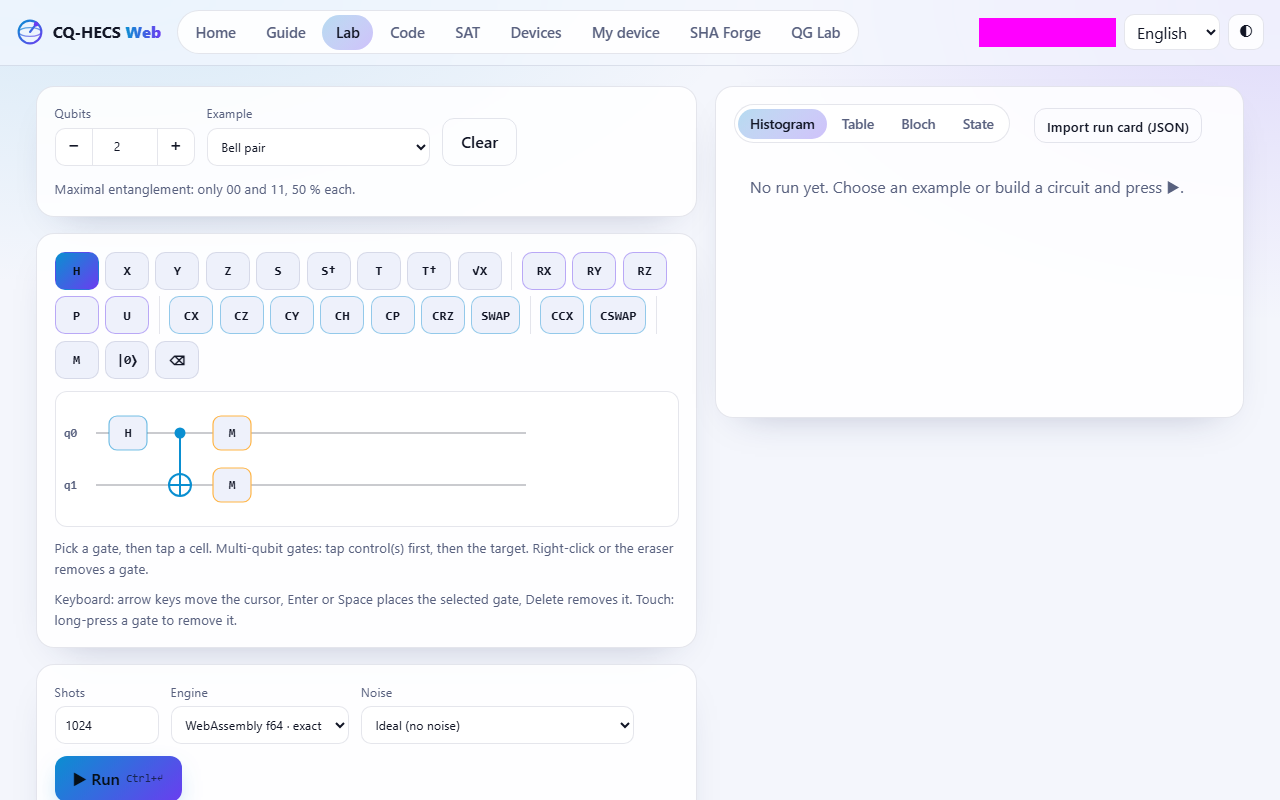 CQ-HECS Web
Home Guide Lab Code SAT Devices My device SHA Forge QG Lab
English
Qubits
− 2 +
Example
Bell pair
Clear
Maximal entanglement: only 00 and 11, 50 % each.
H X Y Z S S† T T† √X RX RY RZ
P U CX CZ CY CH CP CRZ SWAP CCX CSWAP
M |0⟩ ⌫
q0 H M
q1 M
Pick a gate, then tap a cell. Multi-qubit gates: tap control(s) first, then the target. Right-click or the eraser
removes a gate.
Keyboard: arrow keys move the cursor, Enter or Space places the selected gate, Delete removes it. Touch:
long-press a gate to remove it.
Shots
1024
Engine
WebAssembly f64 · exact
Noise
Ideal (no noise)
▶ Run Ctrl+↵
Histogram Table Bloch State
Import run card (JSON)
No run yet. Choose an example or build a circuit and press ▶.